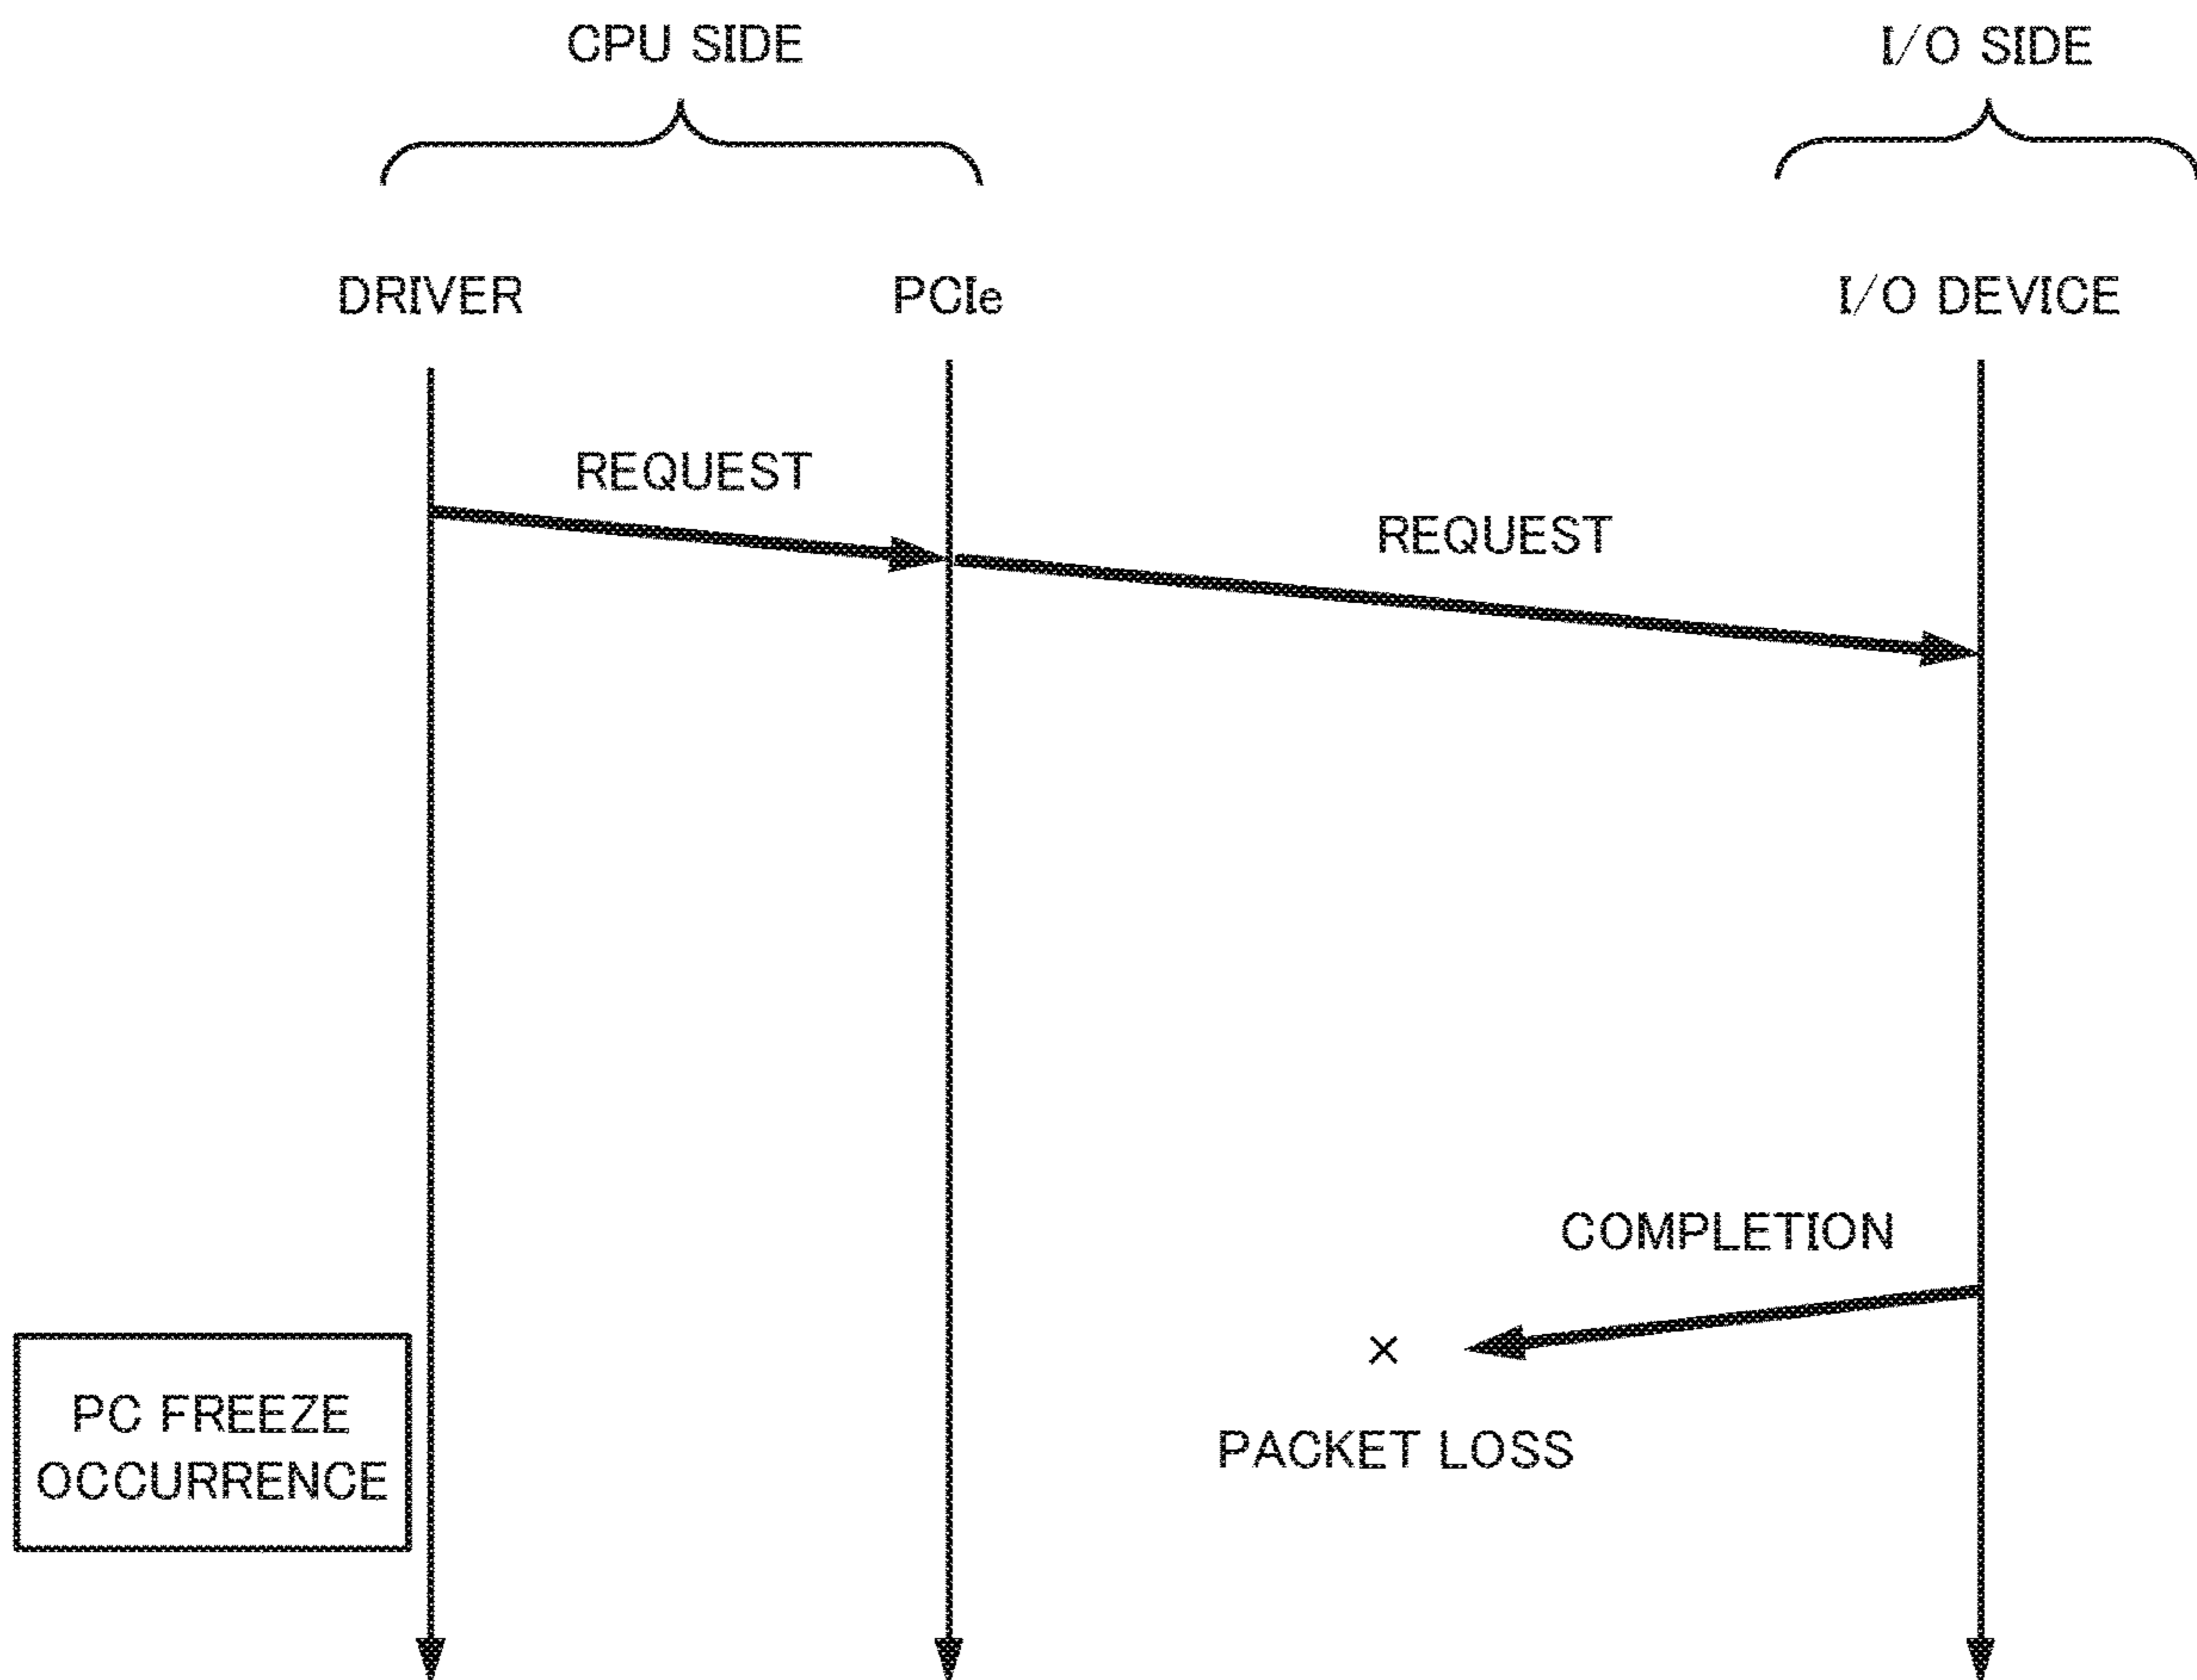 CPU SIDE
I/O SIDE
DRIVER
PCIe
I/O DEVICE
REQUEST
REQUEST
COMPLETION
×
PACKET LOSS
PC FREEZE
OCCURRENCE